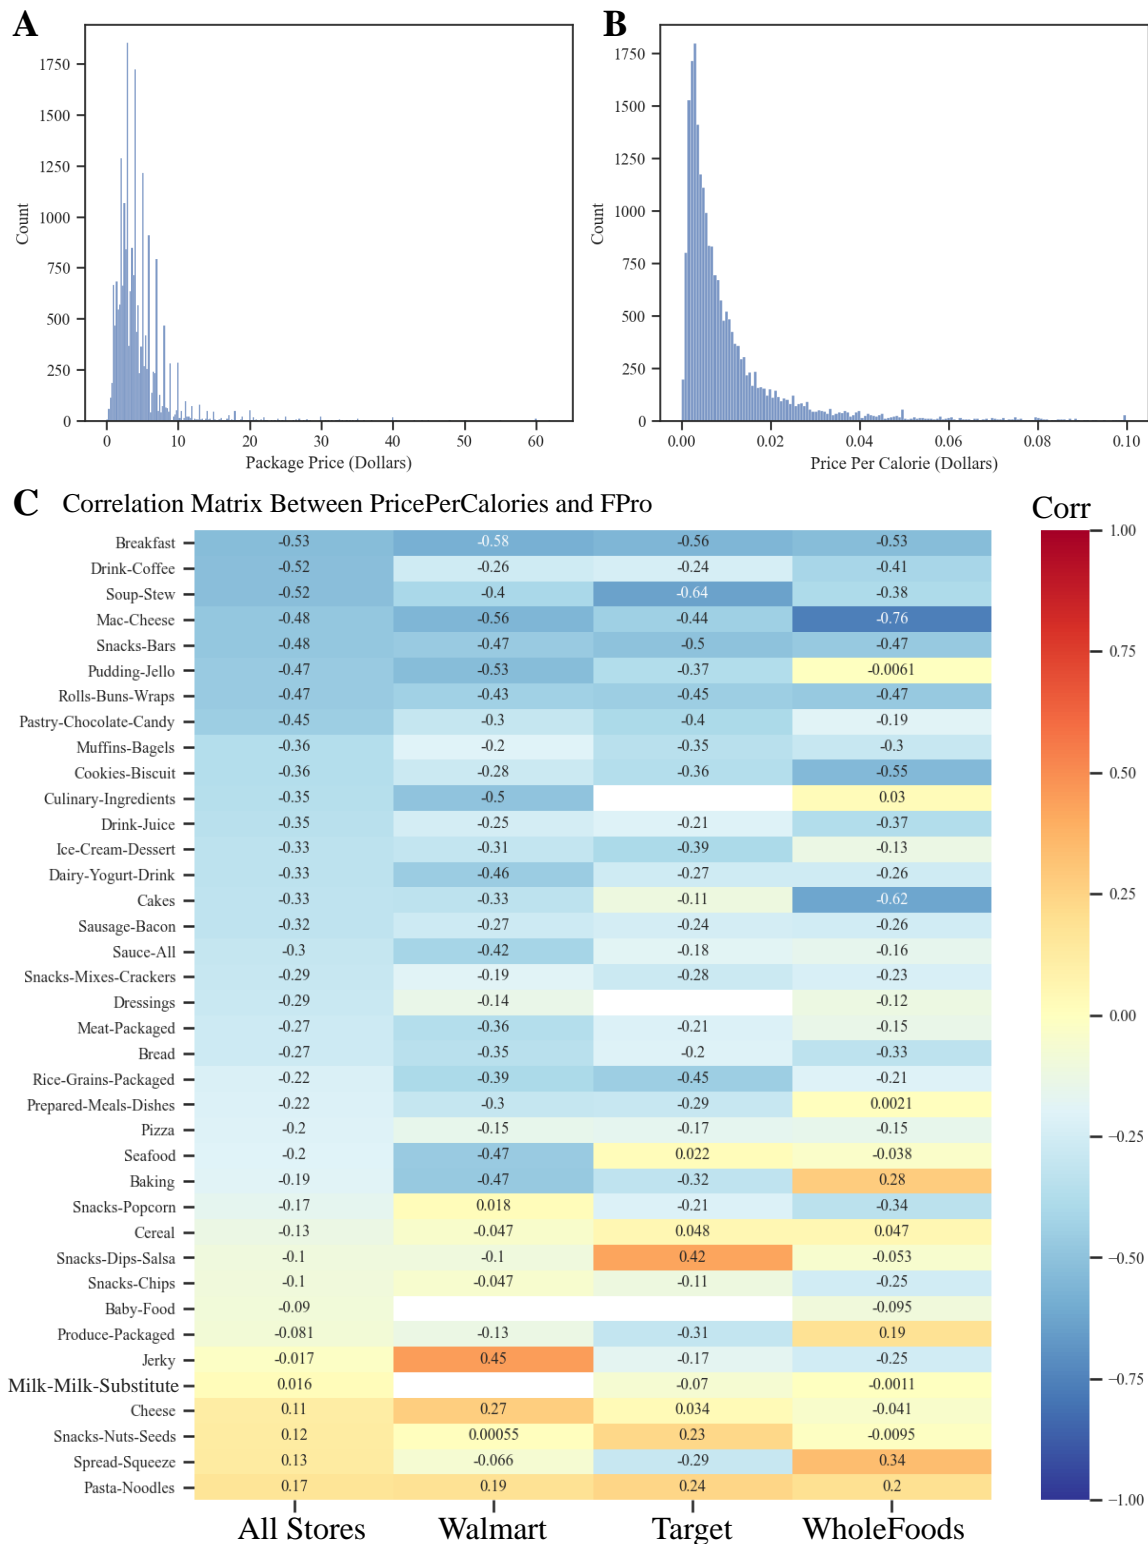 A
B
1750
1500
1250
1000
750
500
250
0
Count
0 10 20 30 40 50 60
Package Price (Dollars)
1750
1500
1250
1000
750
500
250
0
Count
0.00 0.02 0.04 0.06 0.08 0.10
Price Per Calorie (Dollars)
C Correlation Matrix Between PricePerCalories and FPro
Corr
Breakfast -0.53 -0.58 -0.56 -0.53
Drink-Coffee -0.52 -0.26 -0.24 -0.41
Soup-Stew -0.52 -0.4 -0.64 -0.38
Mac-Cheese -0.48 -0.56 -0.44 -0.76
Snacks-Bars -0.48 -0.47 -0.5 -0.47
Pudding-Jello -0.47 -0.53 -0.37 -0.0061
Rolls-Buns-Wraps -0.47 -0.43 -0.45 -0.47
Pastry-Chocolate-Candy -0.45 -0.3 -0.4 -0.19
Muffins-Bagels -0.36 -0.2 -0.35 -0.3
Cookies-Biscuit -0.36 -0.28 -0.36 -0.55
Culinary-Ingredients -0.35 -0.5 0.03
Drink-Juice -0.35 -0.25 -0.21 -0.37
Ice-Cream-Dessert -0.33 -0.31 -0.39 -0.13
Dairy-Yogurt-Drink -0.33 -0.46 -0.27 -0.26
Cakes -0.33 -0.33 -0.11 -0.62
Sausage-Bacon -0.32 -0.27 -0.24 -0.26
Sauce-All -0.3 -0.42 -0.18 -0.16
Snacks-Mixes-Crackers -0.29 -0.19 -0.28 -0.23
Dressings -0.29 -0.14 -0.12
Meat-Packaged -0.27 -0.36 -0.21 -0.15
Bread -0.27 -0.35 -0.2 -0.33
Rice-Grains-Packaged -0.22 -0.39 -0.45 -0.21
Prepared-Meals-Dishes -0.22 -0.3 -0.29 0.0021
Pizza -0.2 -0.15 -0.17 -0.15
Seafood -0.2 -0.47 0.022 -0.038
Baking -0.19 -0.47 -0.32 0.28
Snacks-Popcorn -0.17 0.018 -0.21 -0.34
Cereal -0.13 -0.047 0.048 0.047
Snacks-Dips-Salsa -0.1 -0.1 0.42 -0.053
Snacks-Chips -0.1 -0.047 -0.11 -0.25
Baby-Food -0.09 -0.095
Produce-Packaged -0.081 -0.13 -0.31 0.19
Jerky -0.017 0.45 -0.17 -0.25
Milk-Milk-Substitute 0.016 -0.07 -0.0011
Cheese 0.11 0.27 0.034 -0.041
Snacks-Nuts-Seeds 0.12 0.00055 0.23 -0.0095
Spread-Squeeze 0.13 -0.066 -0.29 0.34
Pasta-Noodles 0.17 0.19 0.24 0.2
All Stores Walmart Target WholeFoods
1.00
0.75
0.50
0.25
0.00
−0.25
−0.50
−0.75
−1.00